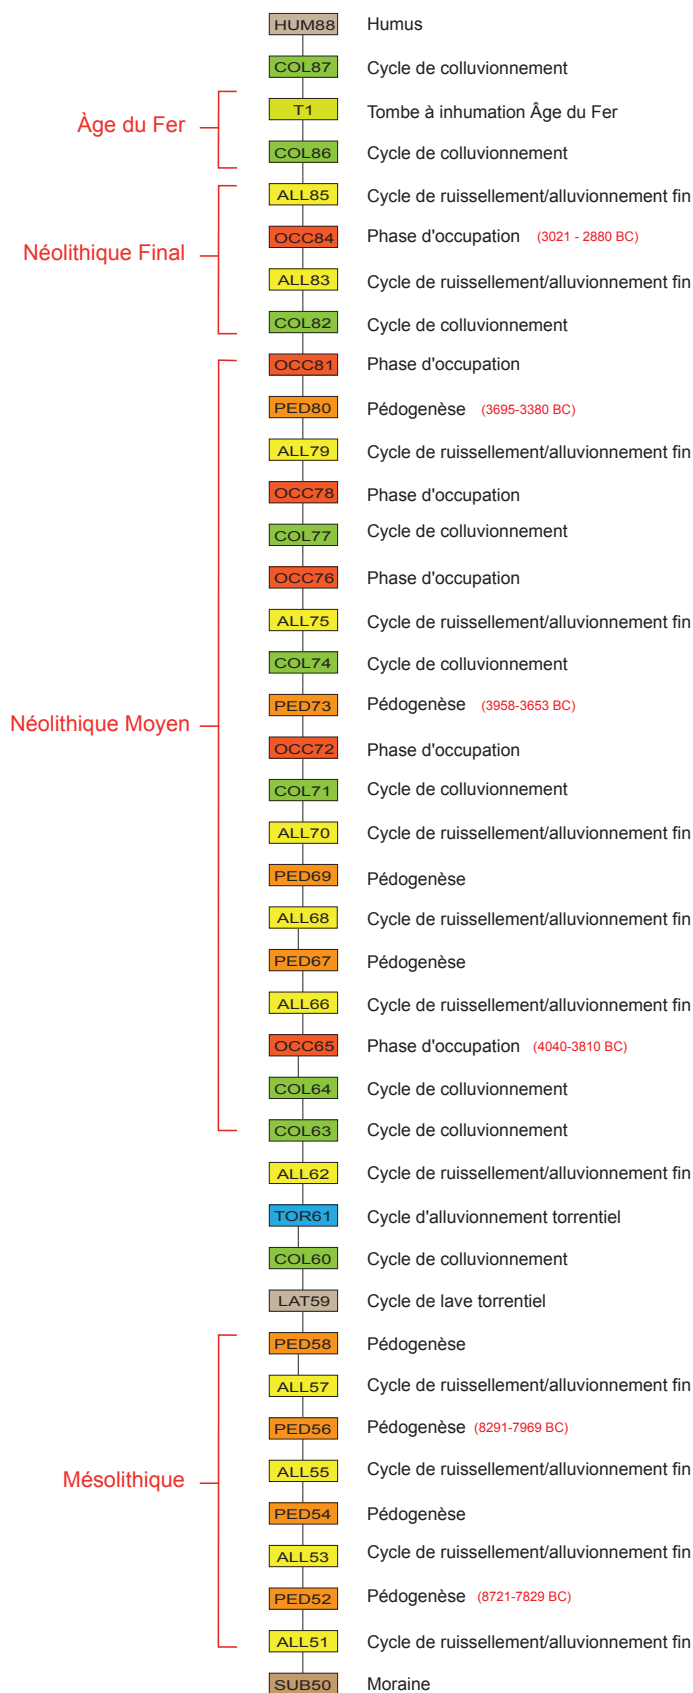 HUM88 Humus
COL87 Cycle de colluvionnement
Àge du Fer
T1 Tombe à inhumation Âge du Fer
COL86 Cycle de colluvionnement
Néolithique Final
ALL85 Cycle de ruissellement/alluvionnement fin
OCC84 Phase d'occupation (3021 - 2880 BC)
ALL83 Cycle de ruissellement/alluvionnement fin
COL82 Cycle de colluvionnement
Néolithique Moyen
OCC81 Phase d'occupation
PED80 Pédogenèse (3695-3380 BC)
ALL79 Cycle de ruissellement/alluvionnement fin
OCC78 Phase d'occupation
COL77 Cycle de colluvionnement
OCC76 Phase d'occupation
ALL75 Cycle de ruissellement/alluvionnement fin
COL74 Cycle de colluvionnement
PED73 Pédogenèse (3958-3653 BC)
OCC72 Phase d'occupation
COL71 Cycle de colluvionnement
ALL70 Cycle de ruissellement/alluvionnement fin
PED69 Pédogenèse
ALL68 Cycle de ruissellement/alluvionnement fin
PED67 Pédogenèse
ALL66 Cycle de ruissellement/alluvionnement fin
OCC65 Phase d'occupation (4040-3810 BC)
COL64 Cycle de colluvionnement
COL63 Cycle de colluvionnement
ALL62 Cycle de ruissellement/alluvionnement fin
TOR61 Cycle d'alluvionnement torrentiel
COL60 Cycle de colluvionnement
LAT59 Cycle de lave torrentiel
Mésolithique
PED58 Pédogenèse
ALL57 Cycle de ruissellement/alluvionnement fin
PED56 Pédogenèse (8291-7969 BC)
ALL55 Cycle de ruissellement/alluvionnement fin
PED54 Pédogenèse
ALL53 Cycle de ruissellement/alluvionnement fin
PED52 Pédogenèse (8721-7829 BC)
ALL51 Cycle de ruissellement/alluvionnement fin
SUB50 Moraine